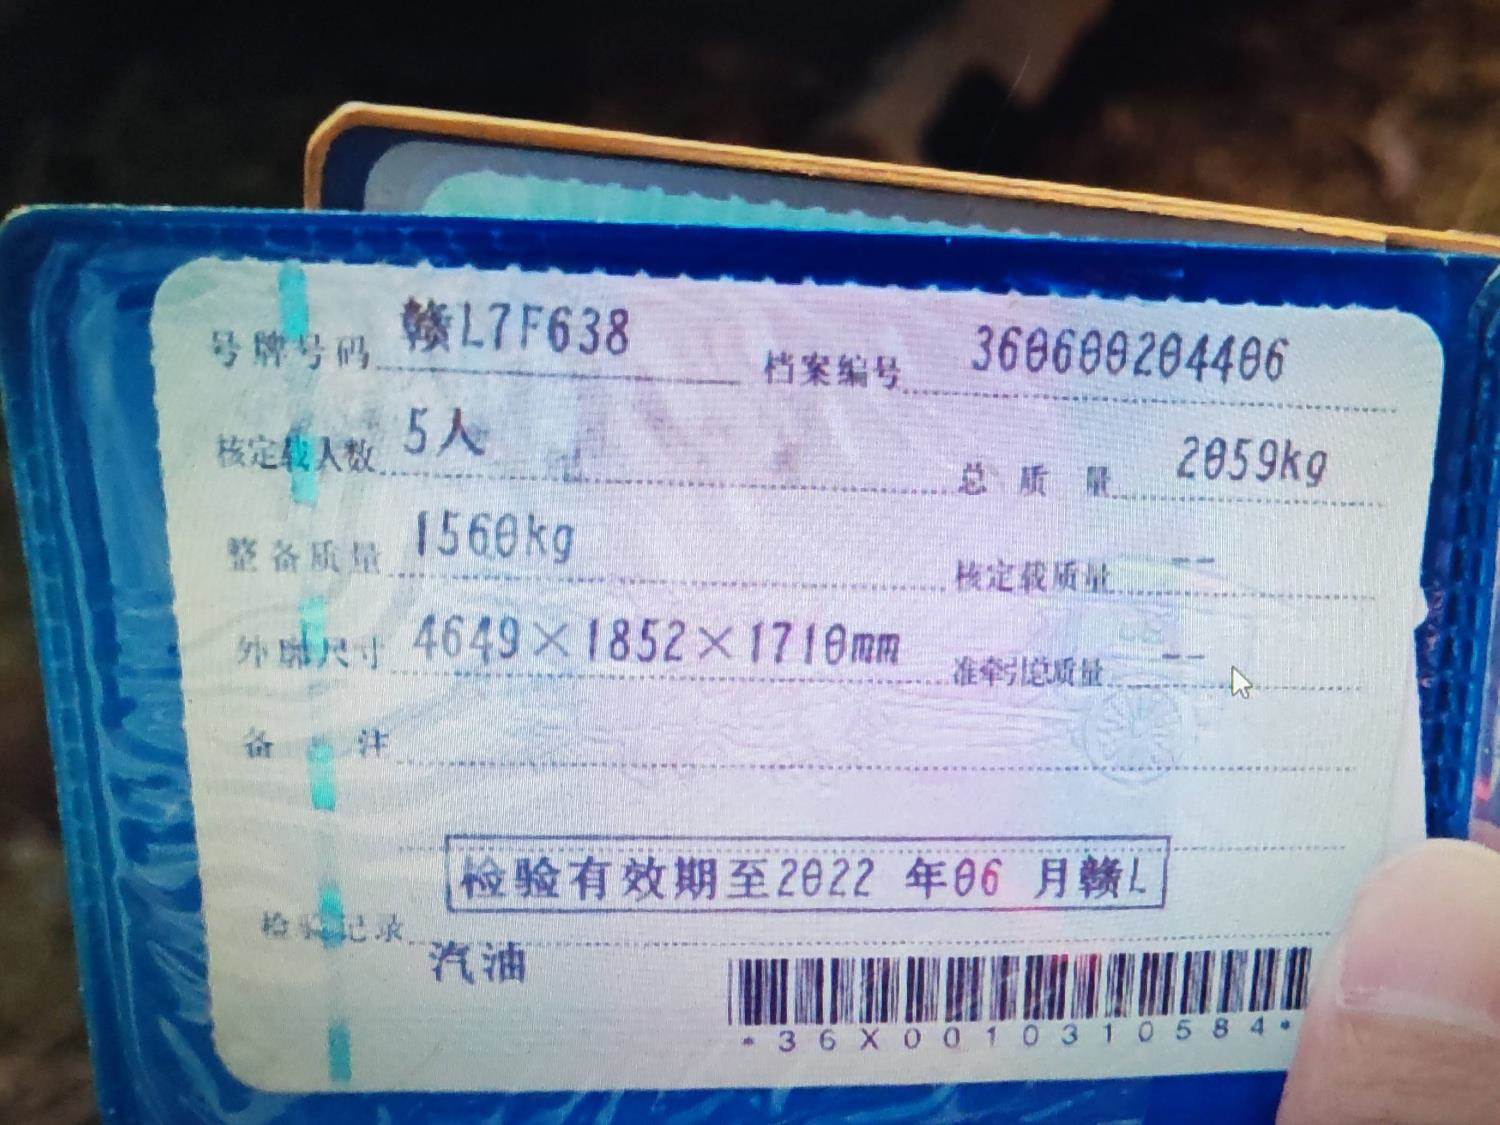 号牌号码 赣L7F638 档案编号 360600204406
核定载人数 5人 总质量 2059kg
整备质量 1560kg 核定载质量 --
外廓尺寸 4649×1852×1710mm 准牵引总质量 --
备注
检验有效期至2022 年06 月赣L
检验记录
汽油
*36X0010310584*